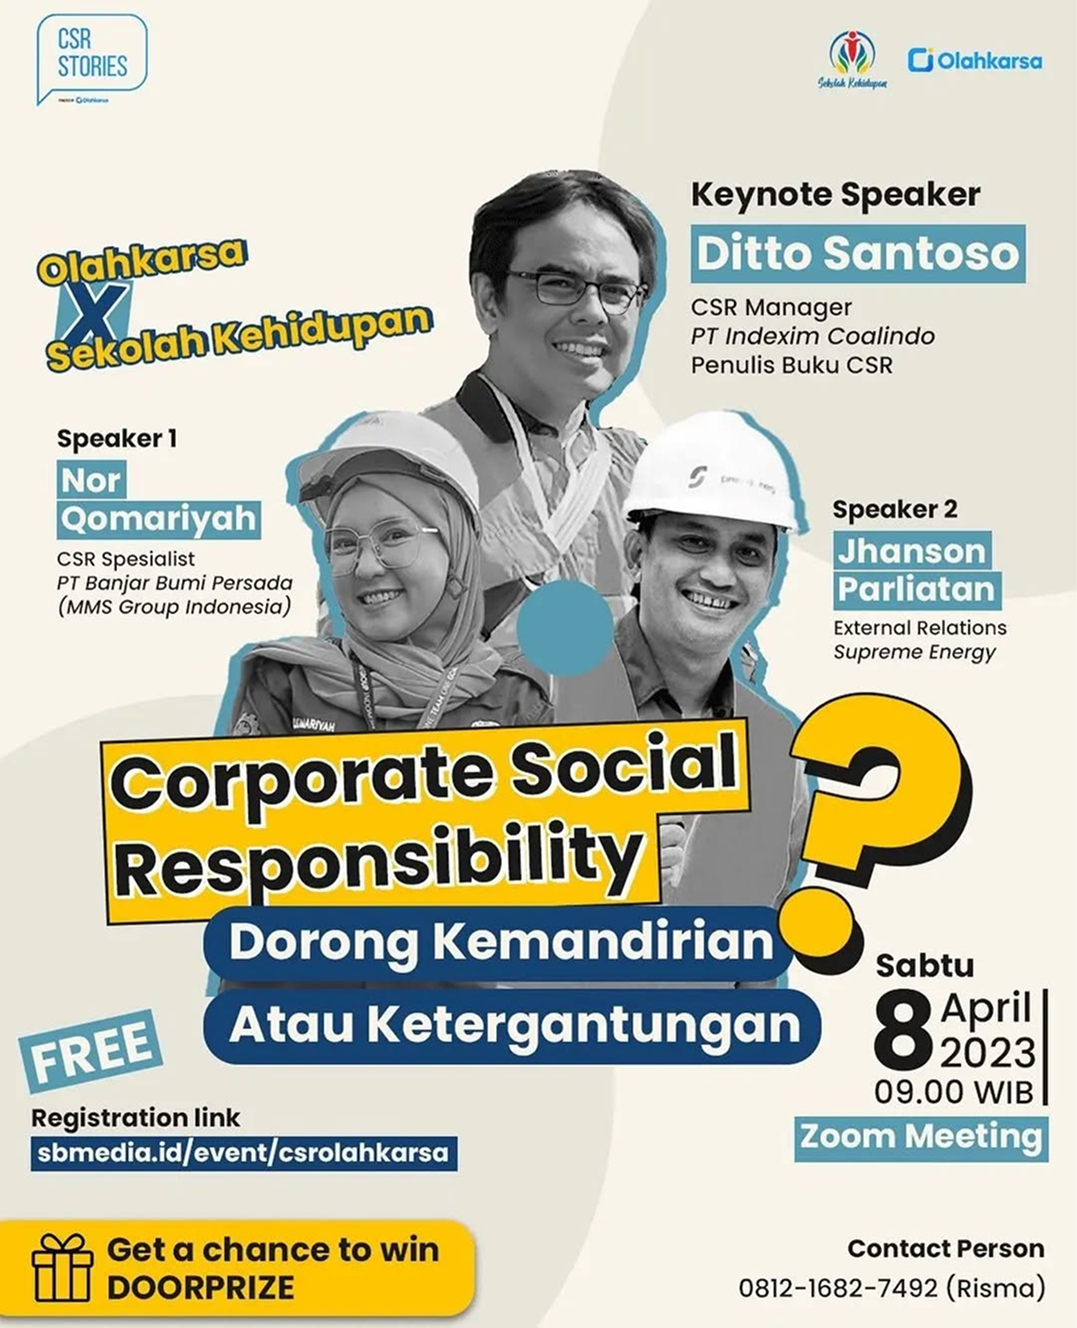 CSR
STORIES
Sekolah Kehidupan
Olahkarsa
Keynote Speaker
Ditto Santoso
CSR Manager
PT Indexim Coalindo
Penulis Buku CSR
Olahkarsa
X
Sekolah Kehidupan
Speaker 1
Nor
Qomariyah
CSR Spesialist
PT Banjar Bumi Persada
(MMS Group Indonesia)
Speaker 2
Jhanson
Parliatan
External Relations
Supreme Energy
Corporate Social
Responsibility
Dorong Kemandirian
Atau Ketergantungan
?
Sabtu
8 April
2023
09.00 WIB
Zoom Meeting
FREE
Registration link
sbmedia.id/event/csrolahkarsa
Get a chance to win
DOORPRIZE
Contact Person
0812-1682-7492 (Risma)